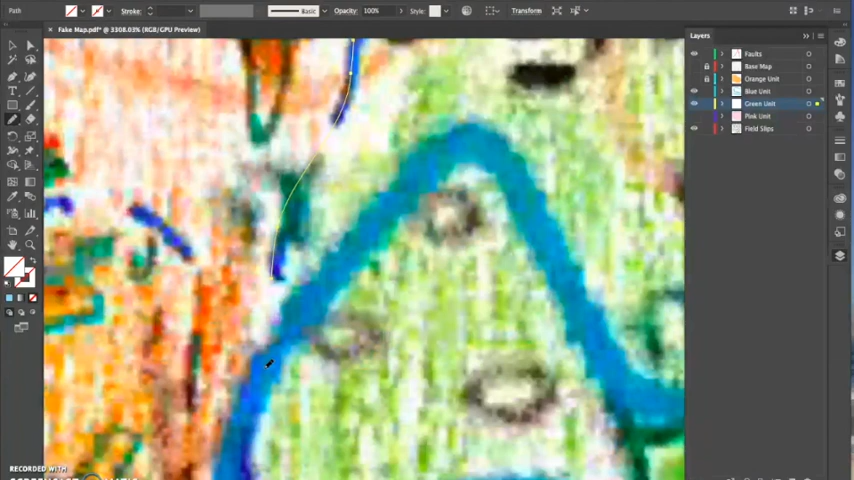 Path
Stroke:
Basic
Opacity:
100%
Style:
Transform
Fake Map.pdf* @ 3308.03% (RGB/GPU Preview)
Layers
Faults
Base Map
Orange Unit
Blue Unit
Green Unit
Pink Unit
Field Slips
RECORDED WITH